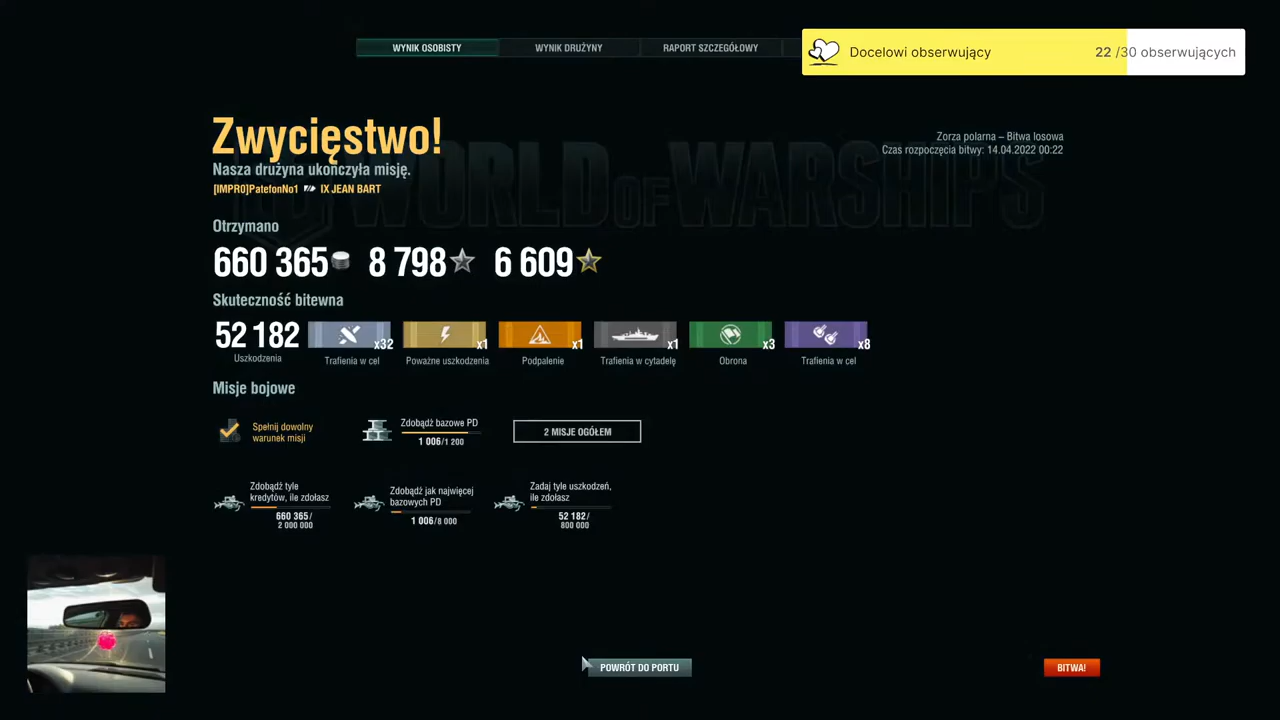 WYNIK OSOBISTY
WYNIK DRUŻYNY
RAPORT SZCZEGÓŁOWY
Docelowi obserwujący
22 /30 obserwujących
Zwycięstwo!
Nasza drużyna ukończyła misję.
[IMPR0]PatefonNo1 IX JEAN BART
Zorza polarna – Bitwa losowa
Czas rozpoczęcia bitwy: 14.04.2022 00:22
WORLD OF WARSHIPS
Otrzymano
660 365 8 798 6 609
Skuteczność bitewna
52 182 x32 x1 x1 x1 x3 x8
Uszkodzenia
Trafienia w cel
Poważne uszkodzenia
Podpalenie
Trafienia w cytadelę
Obrona
Trafienia w cel
Misje bojowe
Spełnij dowolny
warunek misji
Zdobądź bazowe PD
1 006/1 200
2 MISJE OGÓŁEM
Zdobądź tyle
kredytów, ile zdołasz
660 365/
2 000 000
Zdobądź jak najwięcej
bazowych PD
1 006/8 000
Zadaj tyle uszkodzeń,
ile zdołasz
52 182/
800 000
POWRÓT DO PORTU
BITWA!